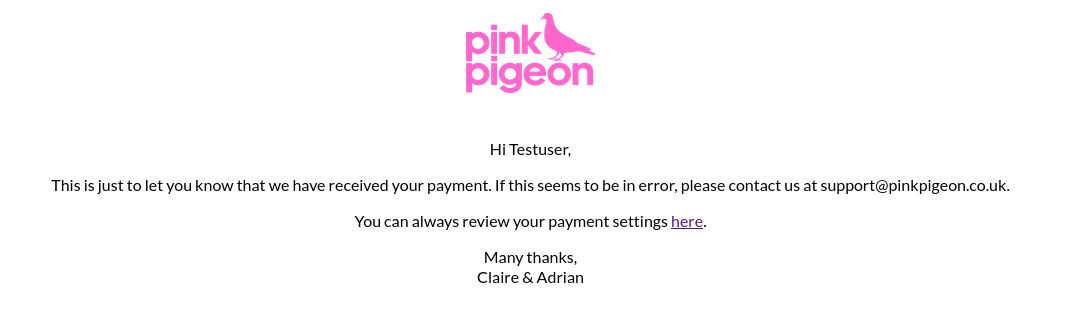 pink
pigeon
Hi Testuser,
This is just to let you know that we have received your payment. If this seems to be in error, please contact us at support@pinkpigeon.co.uk.
You can always review your payment settings here.
Many thanks,
Claire & Adrian